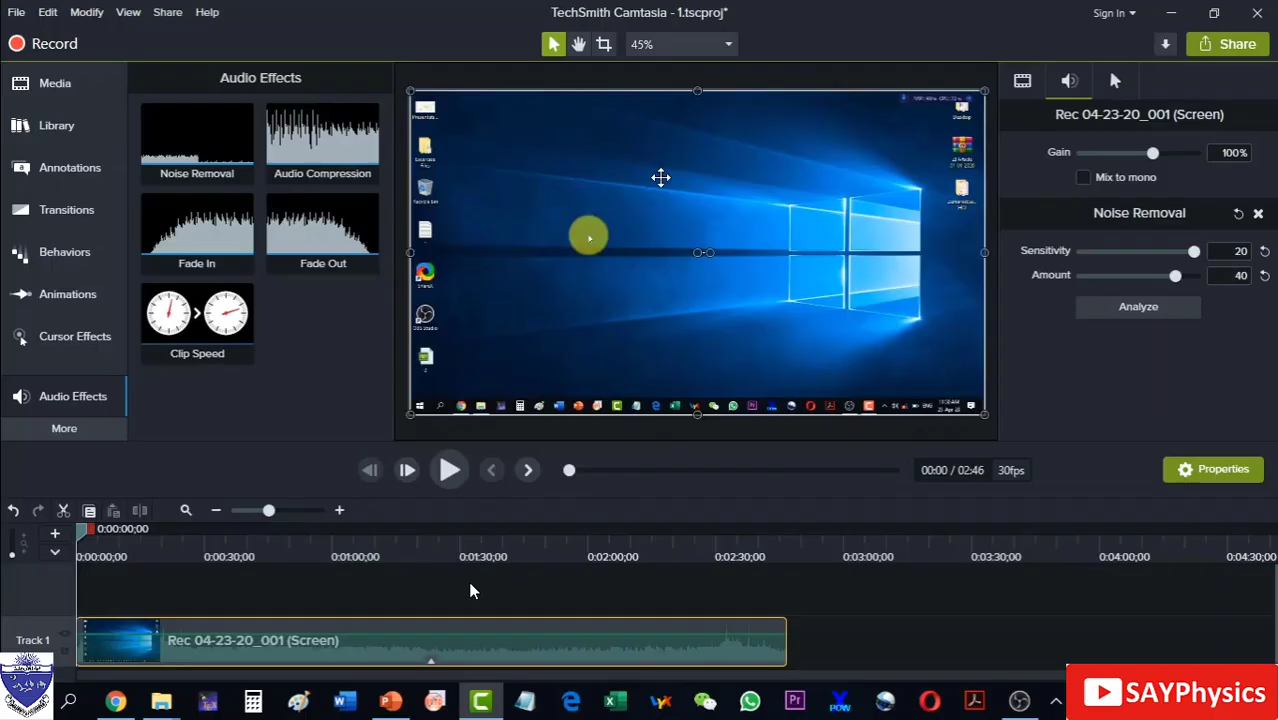 File Edit Modify View Share Help
TechSmith Camtasia - 1.tscproj*
Sign In
Record
45%
Share
Media
Library
Annotations
Transitions
Behaviors
Animations
Cursor Effects
Audio Effects
More
Audio Effects
Noise Removal Audio Compression
Fade In Fade Out
Clip Speed
Rec 04-23-20_001 (Screen)
Gain 100%
Mix to mono
Noise Removal
Sensitivity 20
Amount 40
Analyze
00:00 / 02:46 30fps
Properties
0:00:00;00
0:00:00;00 0:00:30;00 0:01:00;00 0:01:30;00 0:02:00;00 0:02:30;00 0:03:00;00 0:03:30;00 0:04:00;00 0:04:30;00
Track 1
Rec 04-23-20_001 (Screen)
SAYPhysics